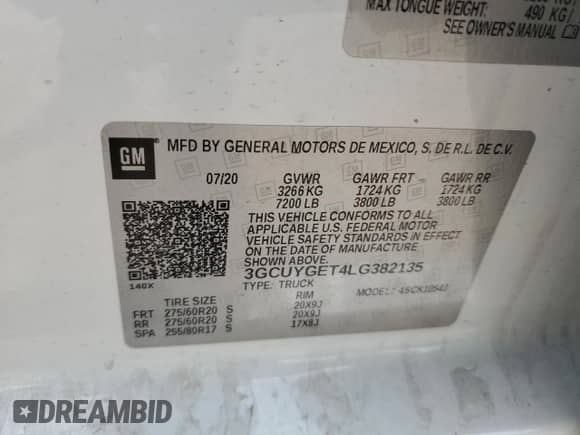 MAX TONGUE WEIGHT:
490 KG/
SEE OWNER'S MANUAL
GM
MFD BY GENERAL MOTORS DE MEXICO, S. DE R.L. DE C.V.
07/20 GVWR GAWR FRT GAWR RR
3266 KG 1724 KG 1724 KG
7200 LB 3800 LB 3800 LB
THIS VEHICLE CONFORMS TO ALL
APPLICABLE U.S. FEDERAL MOTOR
VEHICLE SAFETY STANDARDS IN EFFECT
ON THE DATE OF MANUFACTURE
SHOWN ABOVE.
3GCUYGET4LG382135
140X
TYPE: TRUCK MODEL:
TIRE SIZE RIM
FRT 275/60R20 S 20X9J
RR 275/60R20 S 20X9J
SPA 255/80R17 S 17X8J
DREAMBID